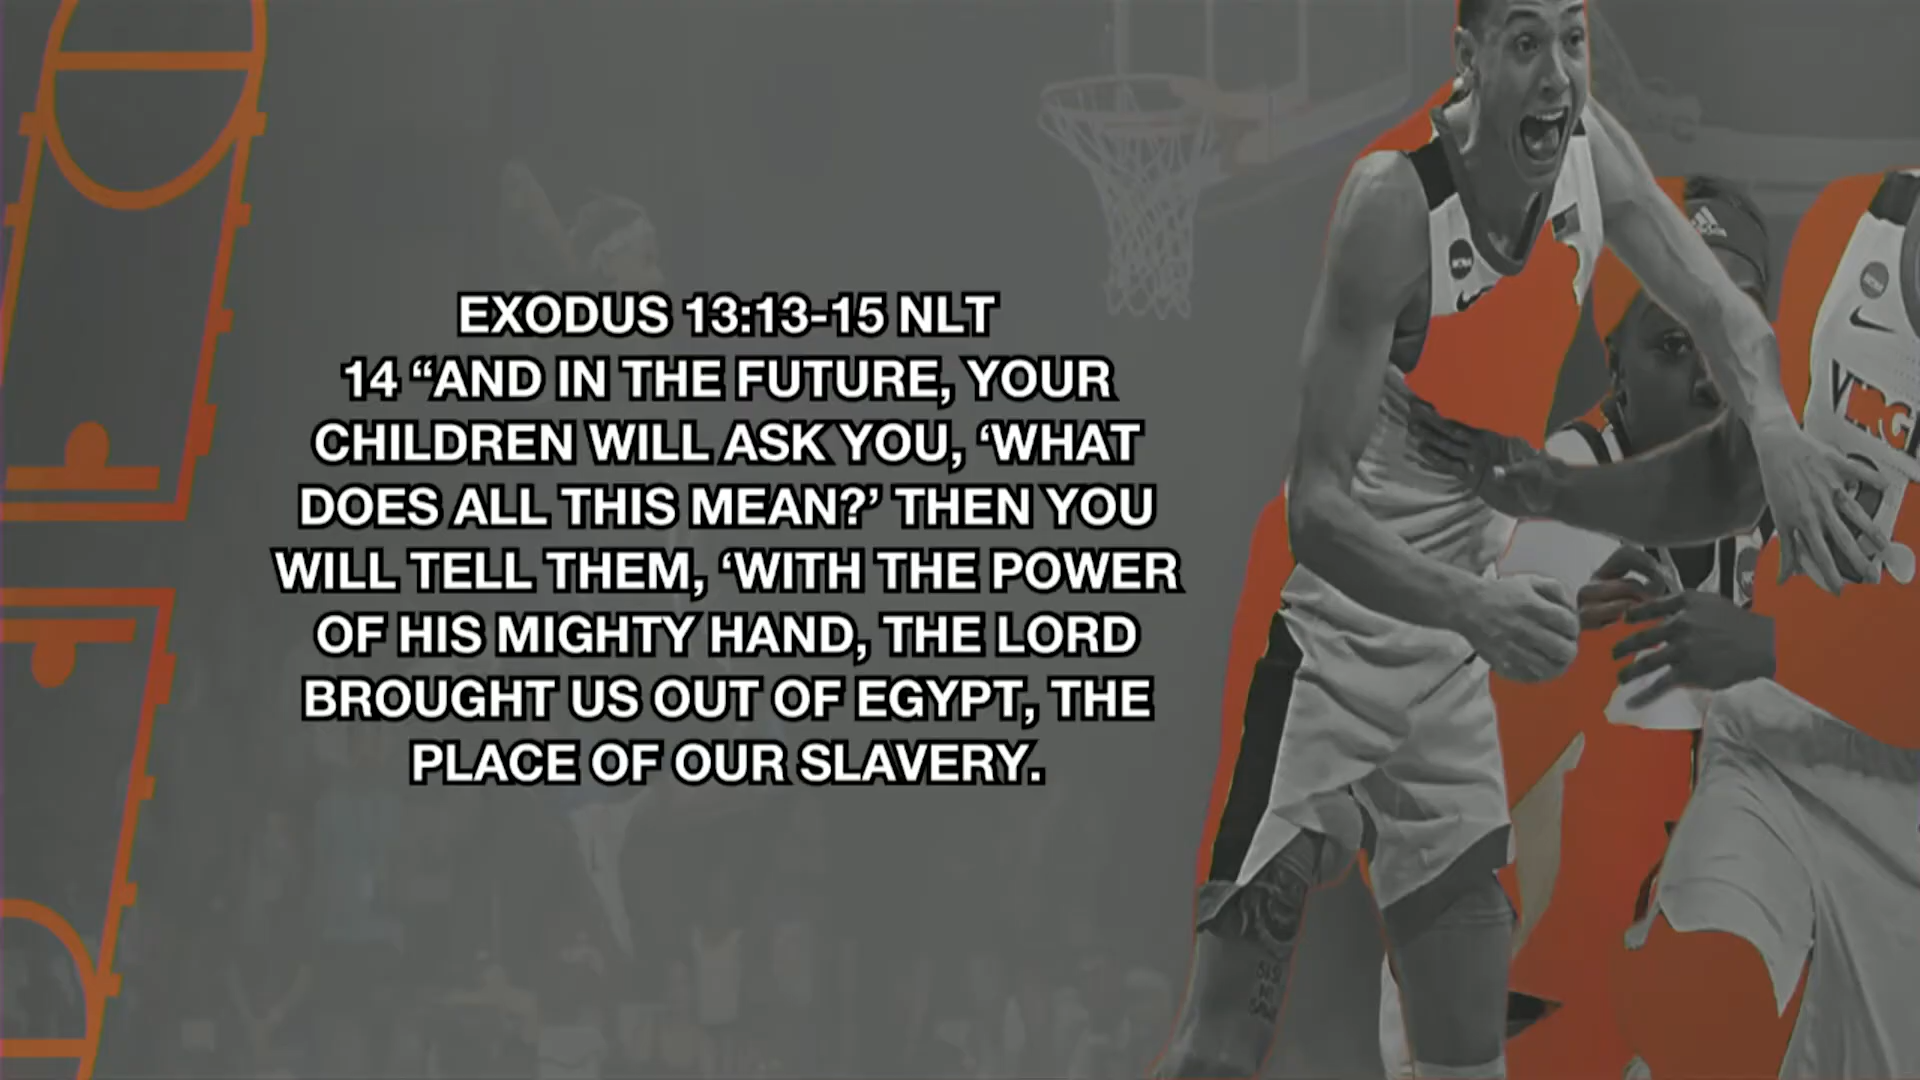 EXODUS 13:13-15 NLT
14 “AND IN THE FUTURE, YOUR
CHILDREN WILL ASK YOU, ‘WHAT
DOES ALL THIS MEAN?’ THEN YOU
WILL TELL THEM, ‘WITH THE POWER
OF HIS MIGHTY HAND, THE LORD
BROUGHT US OUT OF EGYPT, THE
PLACE OF OUR SLAVERY.